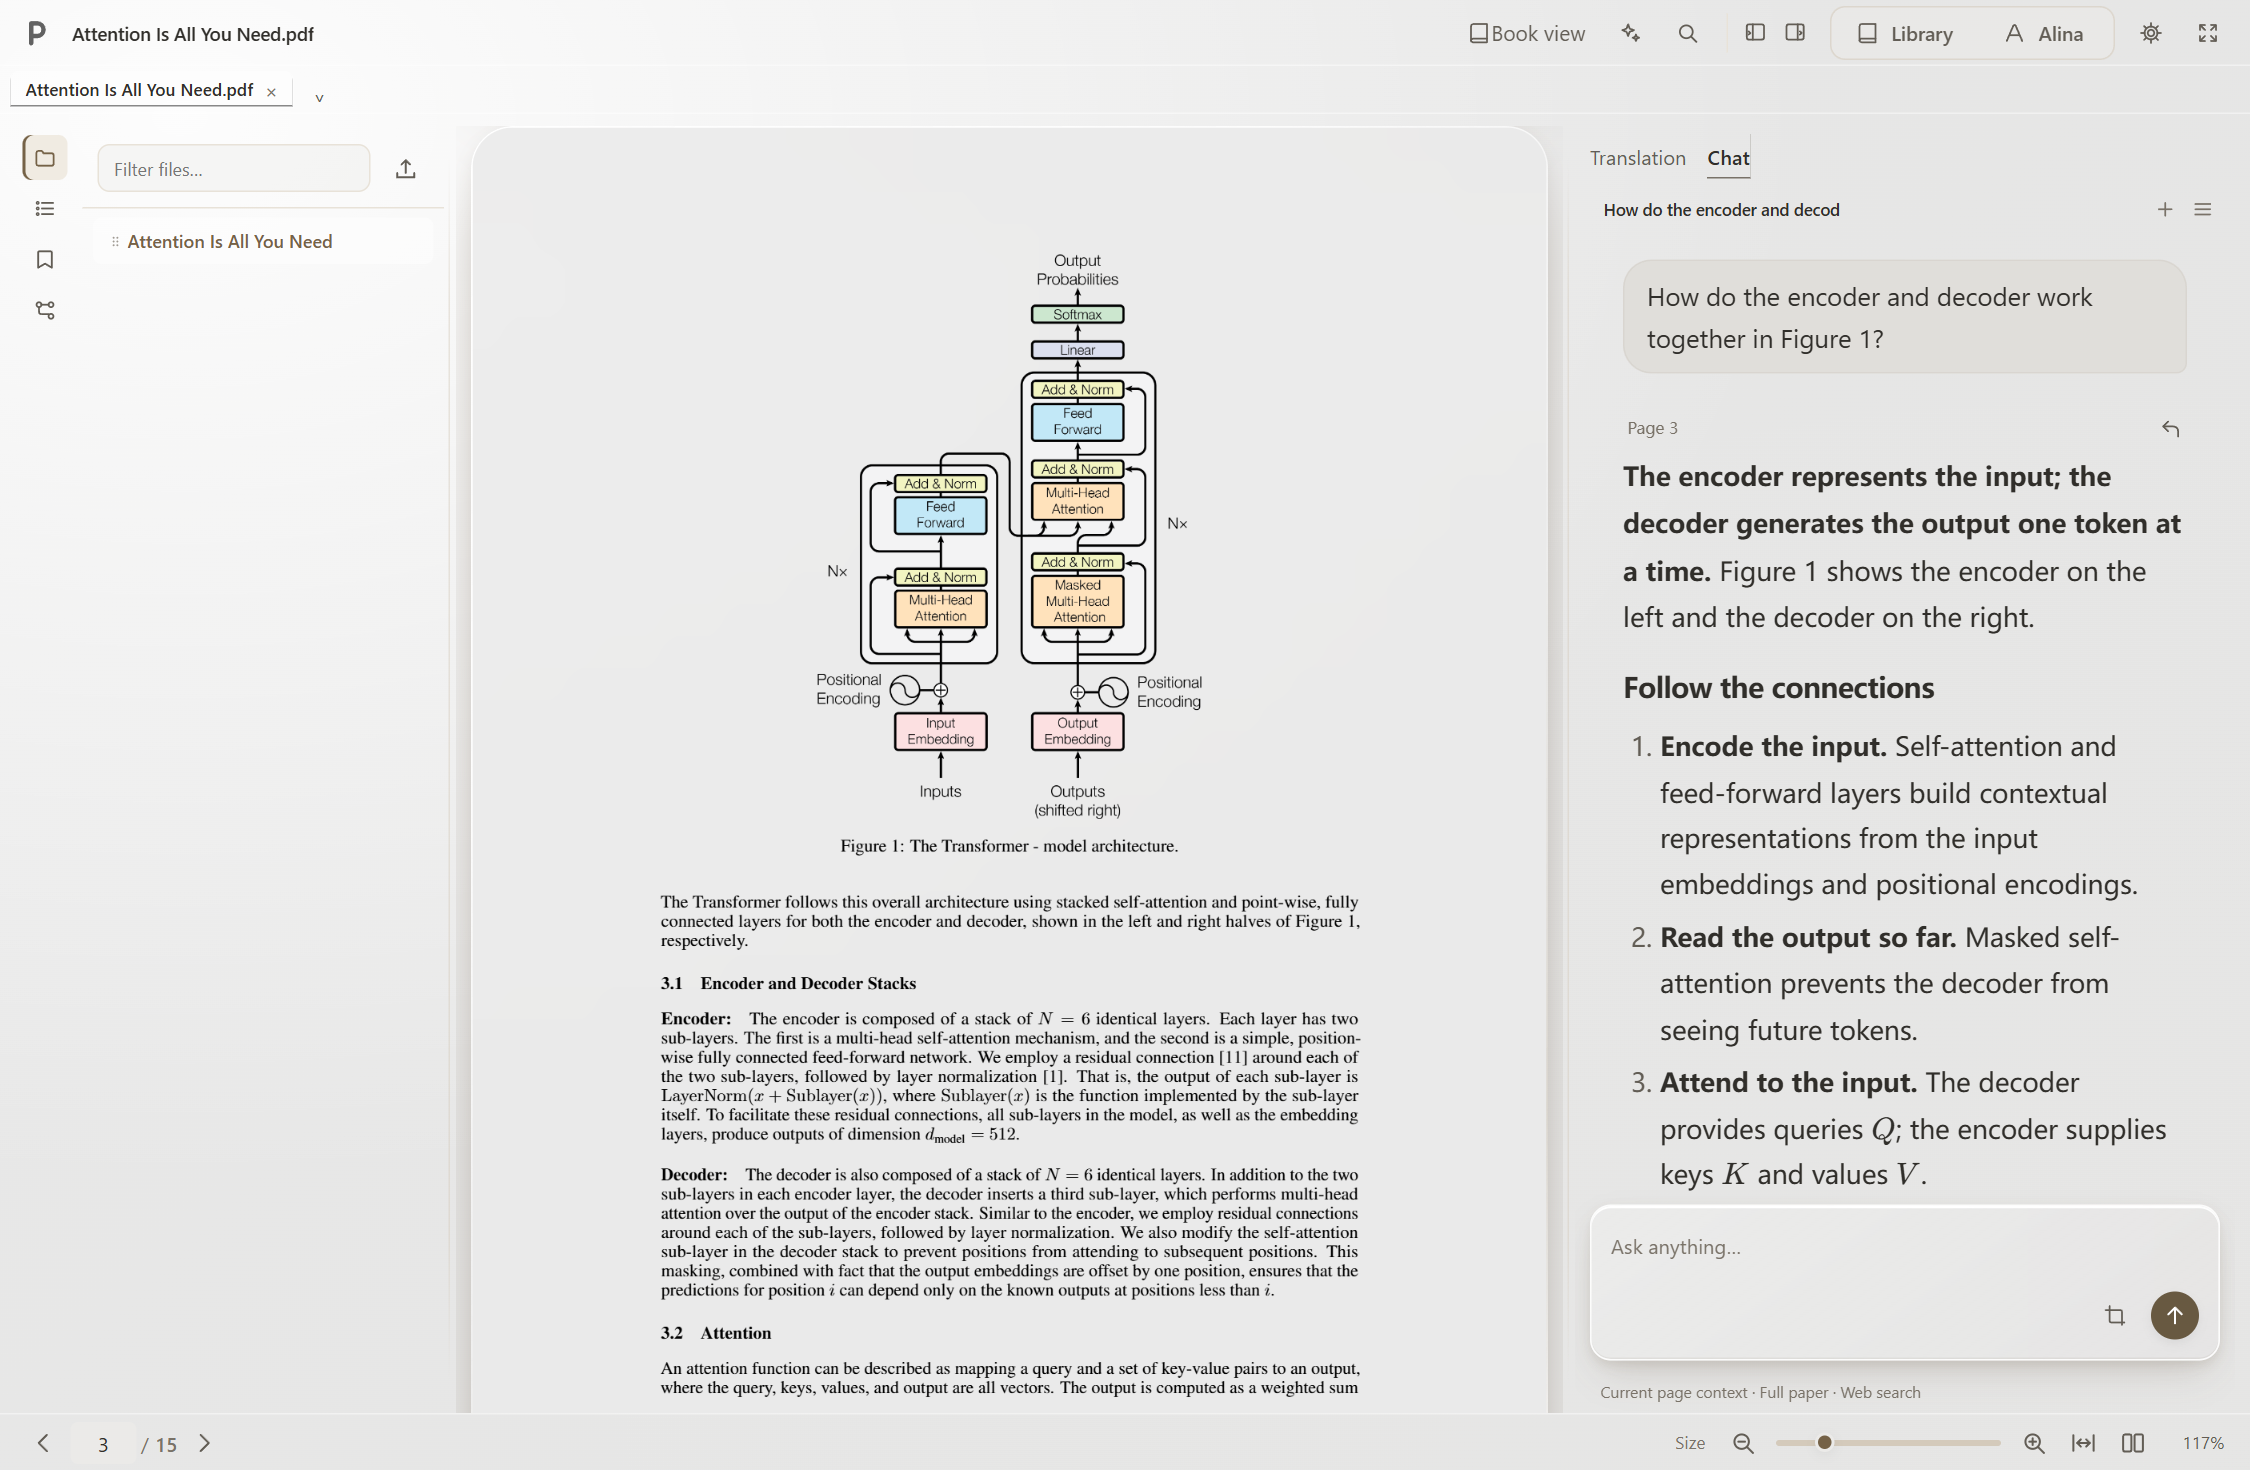 P Attention Is All You Need.pdf
Book view
Library
Alina
Attention Is All You Need.pdf ×
Filter files...
Attention Is All You Need
Output
Probabilities
Softmax
Linear
Add & Norm
Feed
Forward
Add & Norm
Multi-Head
Attention
Nx
Add & Norm
Masked
Multi-Head
Attention
Add & Norm
Feed
Forward
Nx
Add & Norm
Multi-Head
Attention
Positional
Encoding
Positional
Encoding
Input
Embedding
Output
Embedding
Inputs
Outputs
(shifted right)
Figure 1: The Transformer - model architecture.
The Transformer follows this overall architecture using stacked self-attention and point-wise, fully
connected layers for both the encoder and decoder, shown in the left and right halves of Figure 1,
respectively.
3.1 Encoder and Decoder Stacks
Encoder: The encoder is composed of a stack of N = 6 identical layers. Each layer has two
sub-layers. The first is a multi-head self-attention mechanism, and the second is a simple, position-
wise fully connected feed-forward network. We employ a residual connection [11] around each of
the two sub-layers, followed by layer normalization [1]. That is, the output of each sub-layer is
LayerNorm(x + Sublayer(x)), where Sublayer(x) is the function implemented by the sub-layer
itself. To facilitate these residual connections, all sub-layers in the model, as well as the embedding
layers, produce outputs of dimension d_model = 512.
Decoder: The decoder is also composed of a stack of N = 6 identical layers. In addition to the two
sub-layers in each encoder layer, the decoder inserts a third sub-layer, which performs multi-head
attention over the output of the encoder stack. Similar to the encoder, we employ residual connections
around each of the sub-layers, followed by layer normalization. We also modify the self-attention
sub-layer in the decoder stack to prevent positions from attending to subsequent positions. This
masking, combined with fact that the output embeddings are offset by one position, ensures that the
predictions for position i can depend only on the known outputs at positions less than i.
3.2 Attention
An attention function can be described as mapping a query and a set of key-value pairs to an output,
where the query, keys, values, and output are all vectors. The output is computed as a weighted sum
Translation Chat
How do the encoder and decod
How do the encoder and decoder work
together in Figure 1?
Page 3
The encoder represents the input; the
decoder generates the output one token at
a time. Figure 1 shows the encoder on the
left and the decoder on the right.
Follow the connections
1. Encode the input. Self-attention and
feed-forward layers build contextual
representations from the input
embeddings and positional encodings.
2. Read the output so far. Masked self-
attention prevents the decoder from
seeing future tokens.
3. Attend to the input. The decoder
provides queries Q; the encoder supplies
keys K and values V.
Ask anything...
Current page context · Full paper · Web search
3 / 15
Size
117%